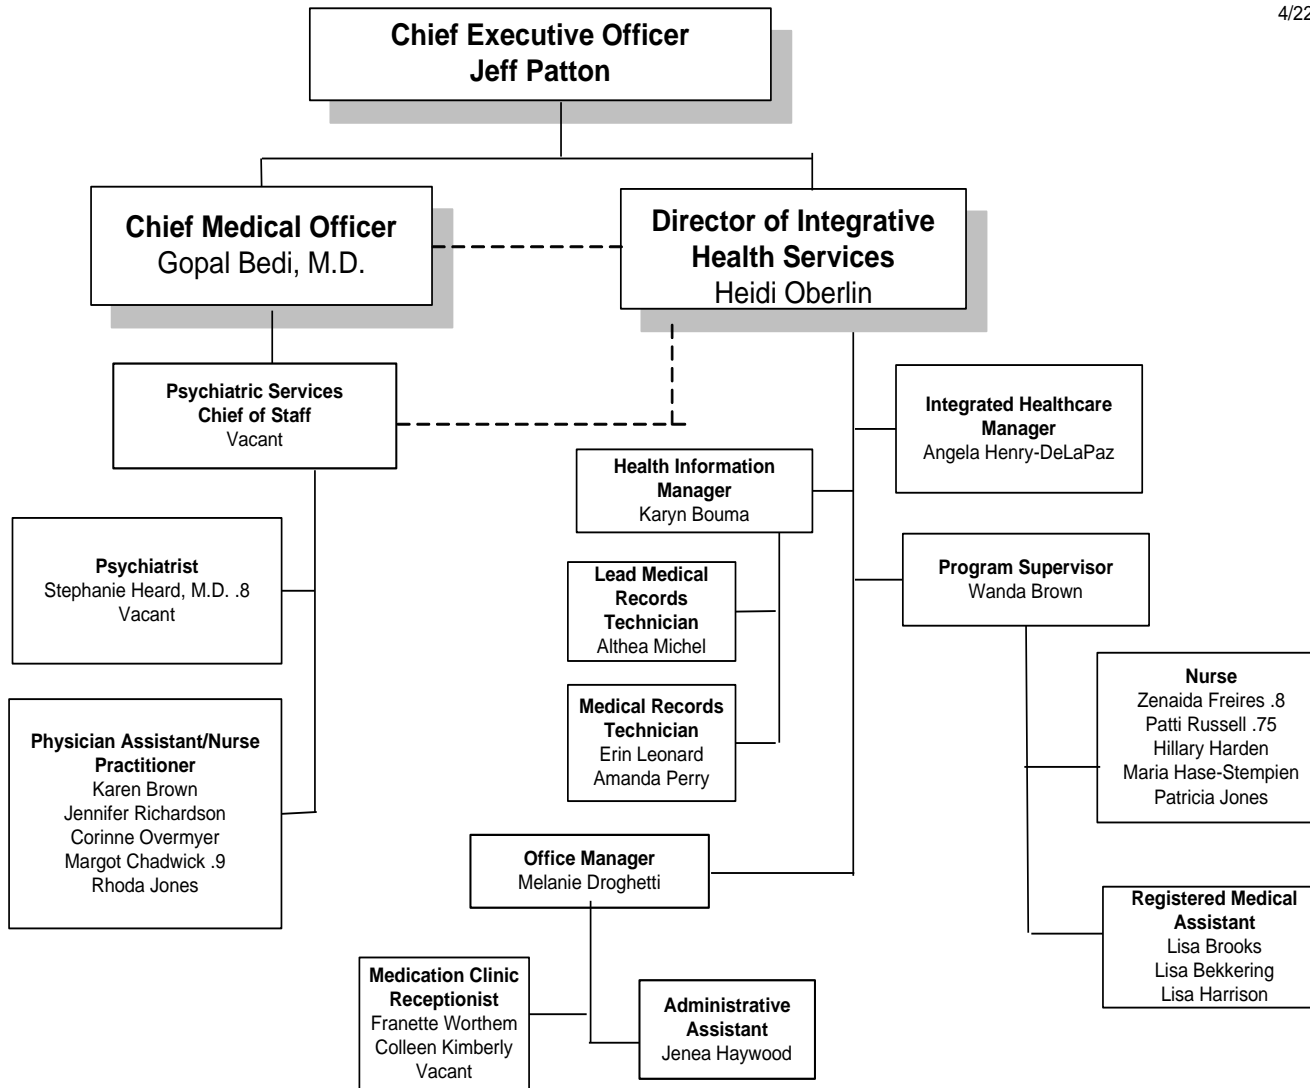 4/22
Chief Executive Officer
Jeff Patton
Chief Medical Officer
Gopal Bedi, M.D.
Director of Integrative
Health Services
Heidi Oberlin
Psychiatric Services
Chief of Staff
Vacant
Integrated Healthcare
Manager
Angela Henry-DeLaPaz
Health Information
Manager
Karyn Bouma
Psychiatrist
Stephanie Heard, M.D. .8
Vacant
Lead Medical
Records
Technician
Althea Michel
Program Supervisor
Wanda Brown
Physician Assistant/Nurse
Practitioner
Karen Brown
Jennifer Richardson
Corinne Overmyer
Margot Chadwick .9
Rhoda Jones
Medical Records
Technician
Erin Leonard
Amanda Perry
Nurse
Zenaida Freires .8
Patti Russell .75
Hillary Harden
Maria Hase-Stempien
Patricia Jones
Office Manager
Melanie Droghetti
Registered Medical
Assistant
Lisa Brooks
Lisa Bekkering
Lisa Harrison
Medication Clinic
Receptionist
Franette Worthem
Colleen Kimberly
Vacant
Administrative
Assistant
Jenea Haywood